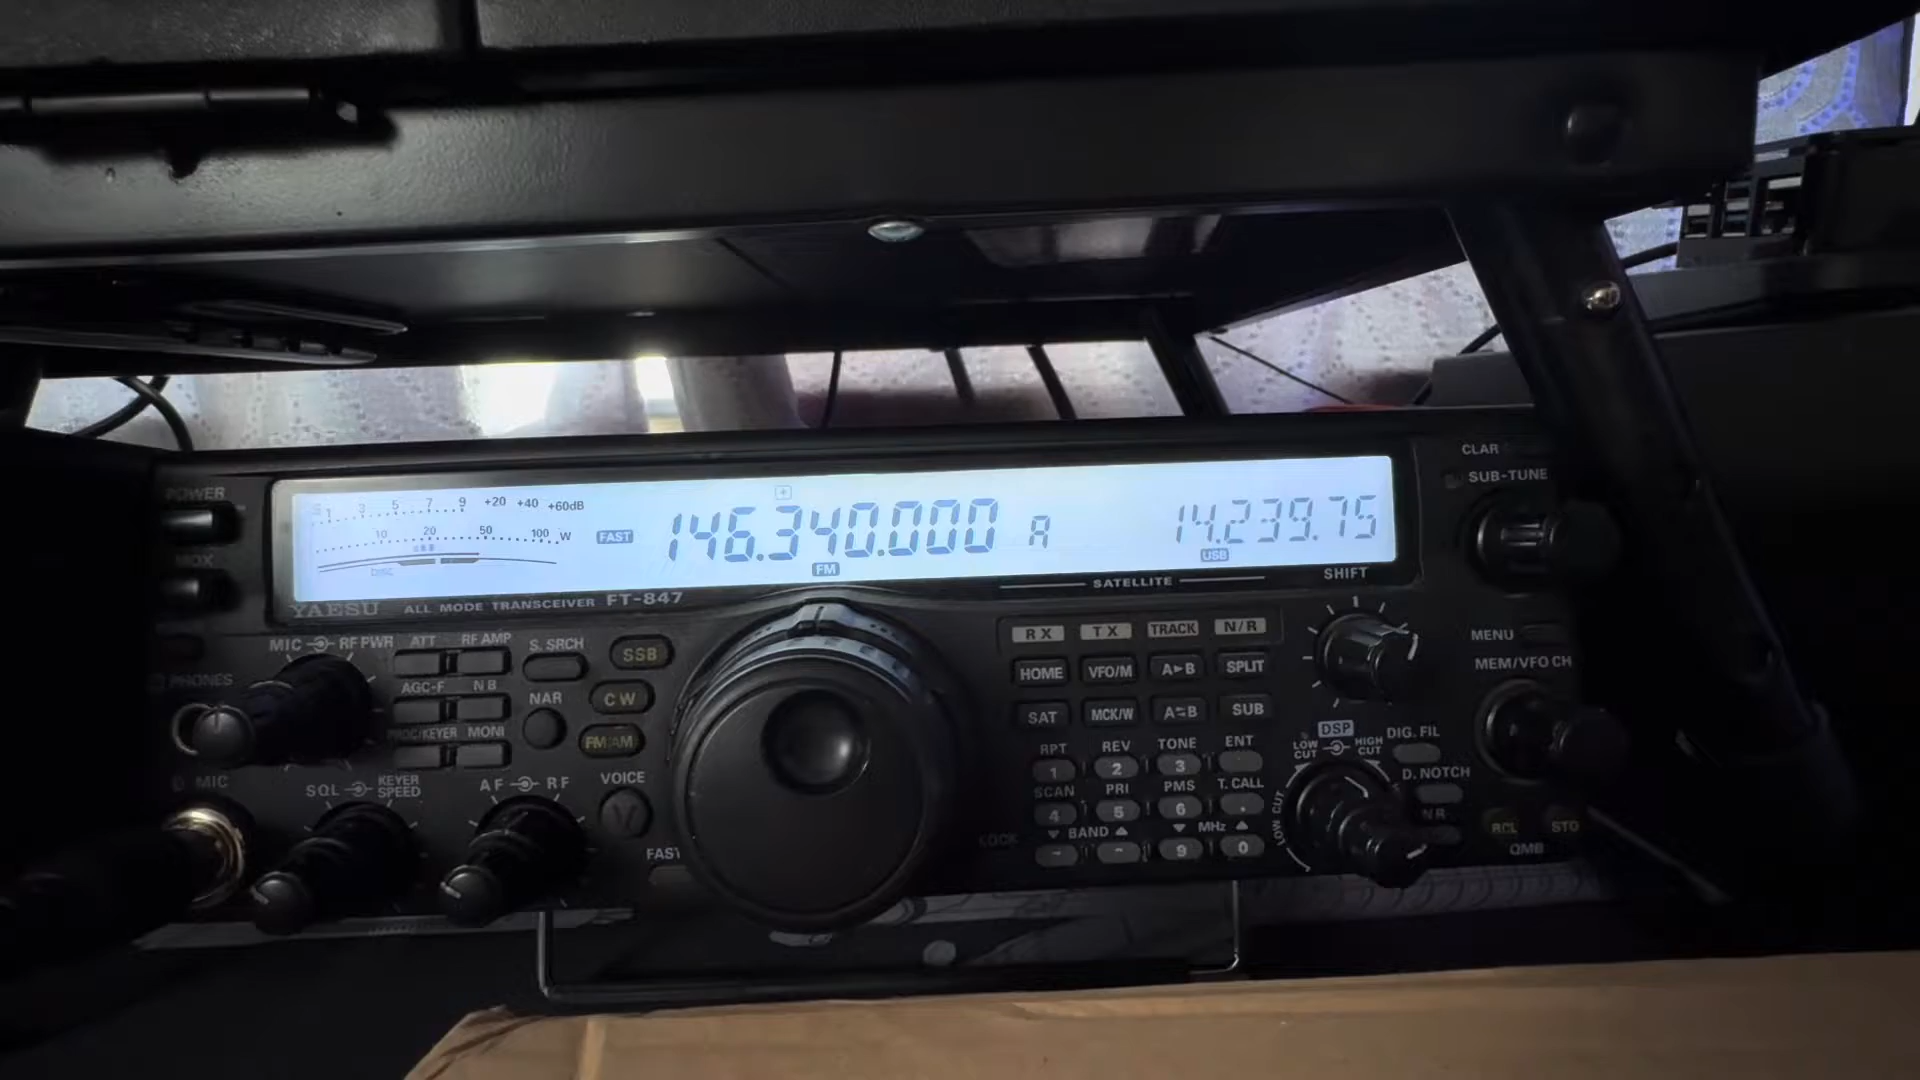 CLAR
SUB-TUNE
POWER
MOX
S 1 3 5 7 9 +20 +40 +60dB
10 20 50 100 W
DISC
FAST
+
146.340.000 A
FM
14.239.75
USB
YAESU ALL MODE TRANSCEIVER FT-847
SATELLITE
SHIFT
MIC RF PWR
ATT RF AMP
S. SRCH
SSB
RX TX TRACK N/R
MENU
PHONES
AGC-F NB
NAR
CW
HOME VFO/M A►B SPLIT
MEM/VFO CH
PROC/KEYER MONI
FM/AM
SAT MCK/W A⇆B SUB
MIC
SQL KEYER SPEED
AF RF
VOICE
V
RPT REV TONE ENT
1 2 3
SCAN PRI PMS T.CALL
4 5 6 .
LOCK
▼ BAND ▲ ▼ MHz ▲
9 0
DSP
LOW CUT HIGH CUT
DIG. FIL
D. NOTCH
NR
LOW CUT
RCL STO
QMB
FAST